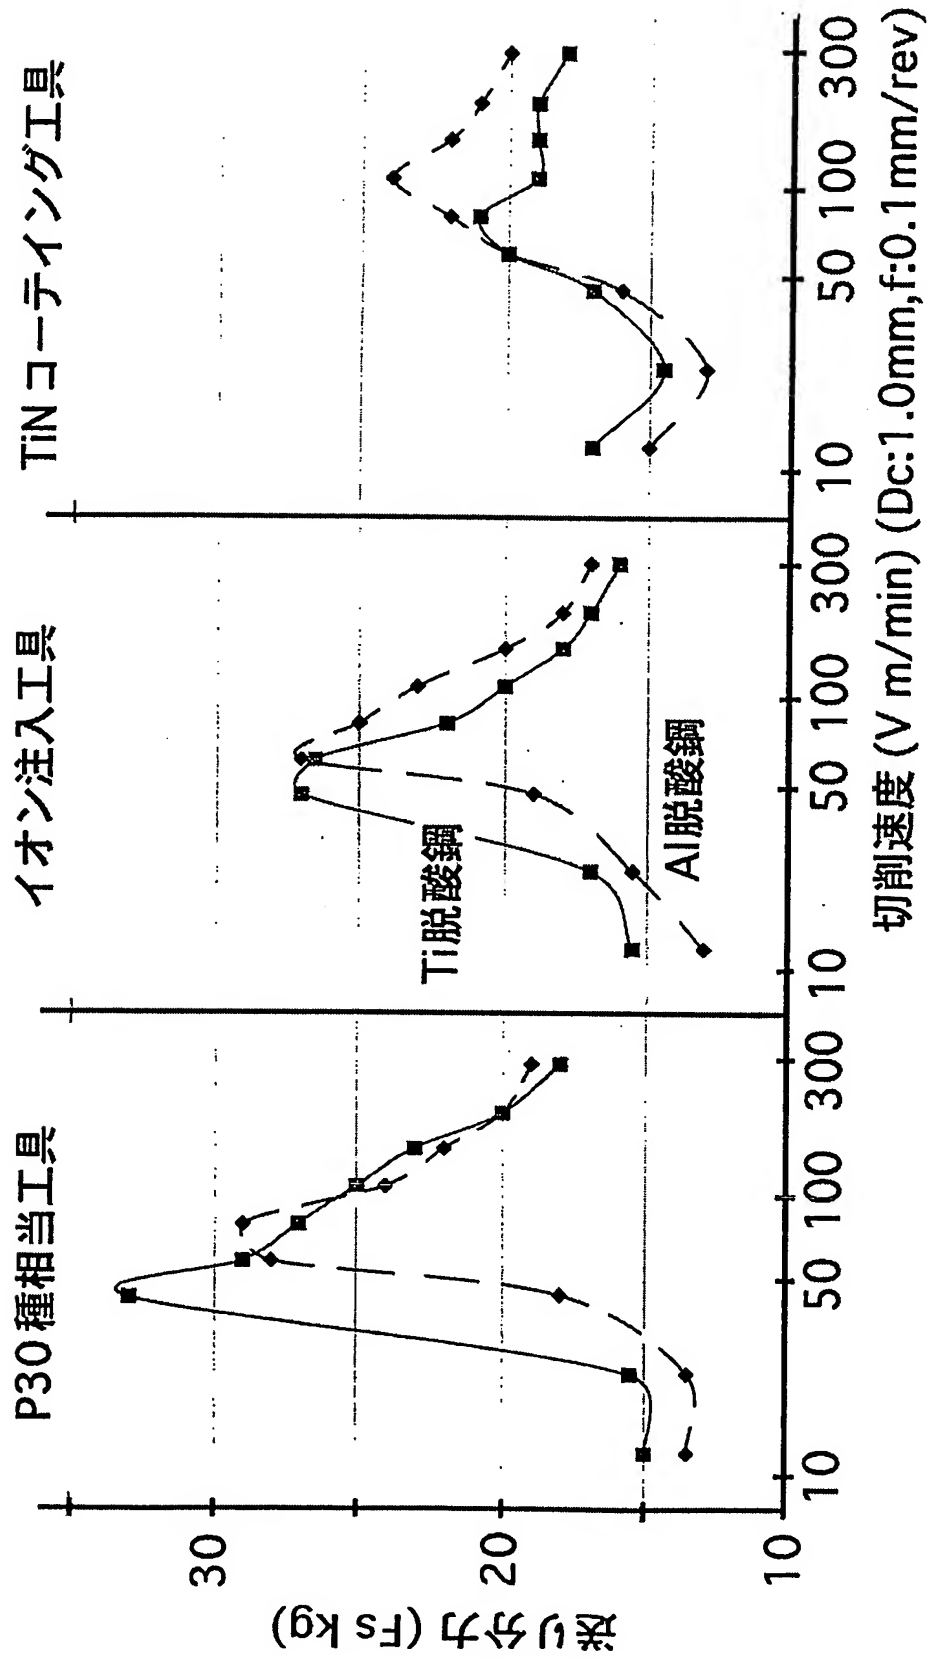 P30種相当工具
イオン注入工具
TiNコーティング工具
Ti脱酸鋼
Al脱酸鋼
送り分力 (Fs kg)
30
20
10
10 50 100 300
10 50 100 300
10 50 100 300
切削速度 (V m/min) (Dc:1.0mm,f:0.1mm/rev)